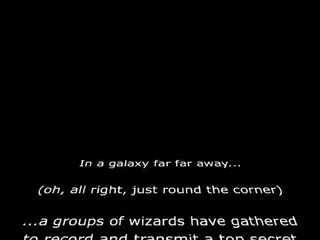 In a galaxy far far away...
(oh, all right, just round the corner)
...a groups of wizards have gathered
to record and transmit a top secret